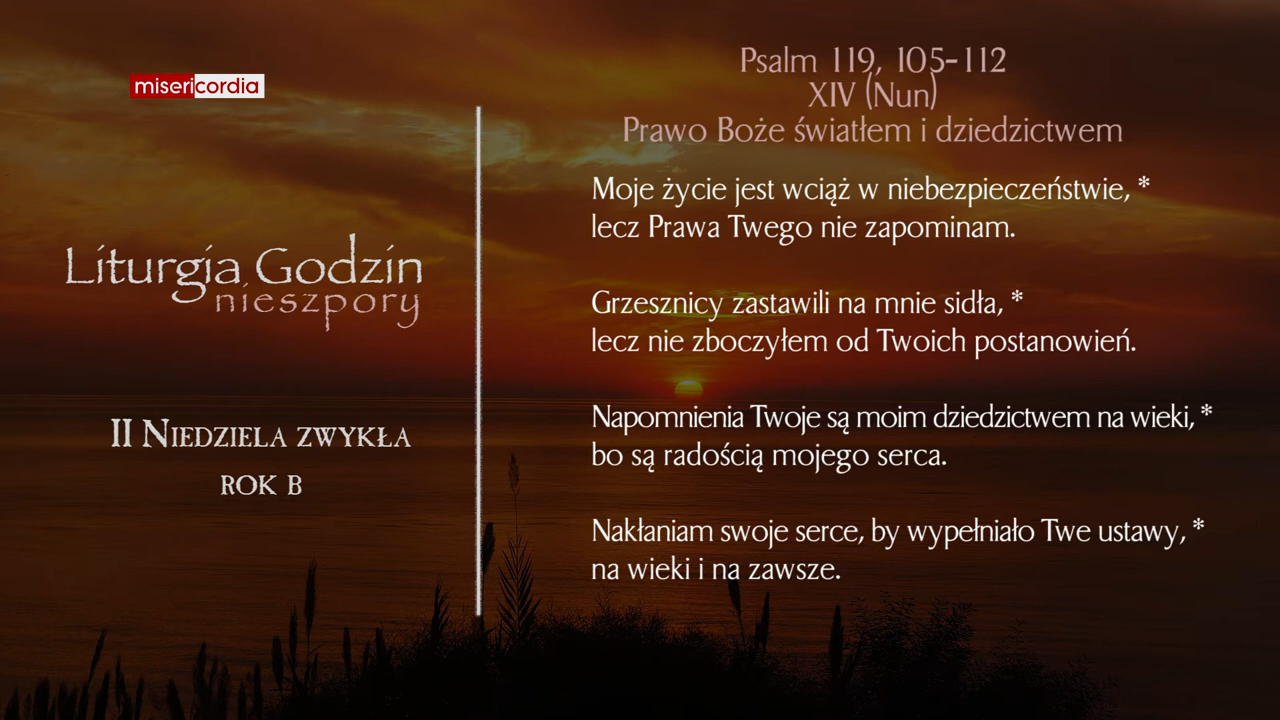 misericordia
Liturgia Godzin
nieszpory
II Niedziela zwykła
rok B
Psalm 119, 105-112
XIV (Nun)
Prawo Boże światłem i dziedzictwem
Moje życie jest wciąż w niebezpieczeństwie, *
lecz Prawa Twego nie zapominam.
Grzesznicy zastawili na mnie sidła, *
lecz nie zboczyłem od Twoich postanowień.
Napomnienia Twoje są moim dziedzictwem na wieki, *
bo są radością mojego serca.
Nakłaniam swoje serce, by wypełniało Twe ustawy, *
na wieki i na zawsze.